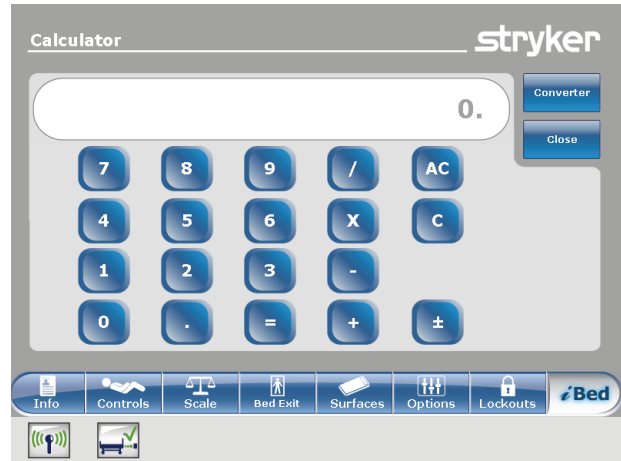 Calculator
stryker
0.
Converter
Close
7 8 9 / AC
4 5 6 X C
1 2 3 -
0 . = + ±
Info Controls Scale Bed Exit Surfaces Options Lockouts iBed